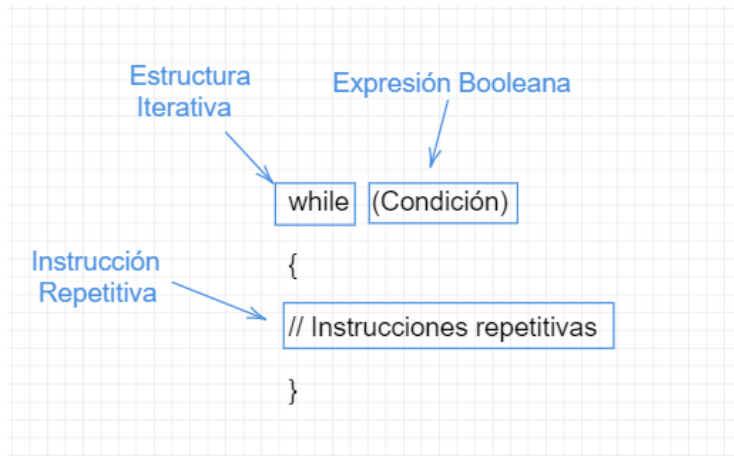 Estructura
Iterativa
Expresión Booleana
while (Condición)
Instrucción
Repetitiva
{
// Instrucciones repetitivas
}